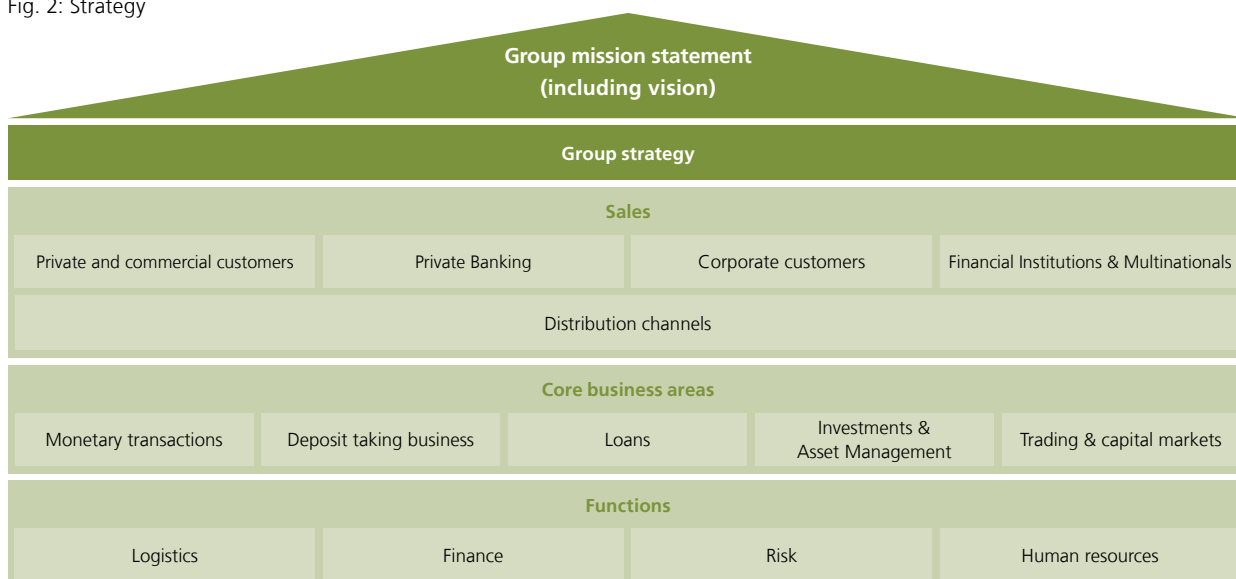 Fig. 2: Strategy
Group mission statement
(including vision)
Group strategy
Sales
Private and commercial customers
Private Banking
Corporate customers
Financial Institutions & Multinationals
Distribution channels
Core business areas
Monetary transactions
Deposit taking business
Loans
Investments &
Asset Management
Trading & capital markets
Functions
Logistics
Finance
Risk
Human resources